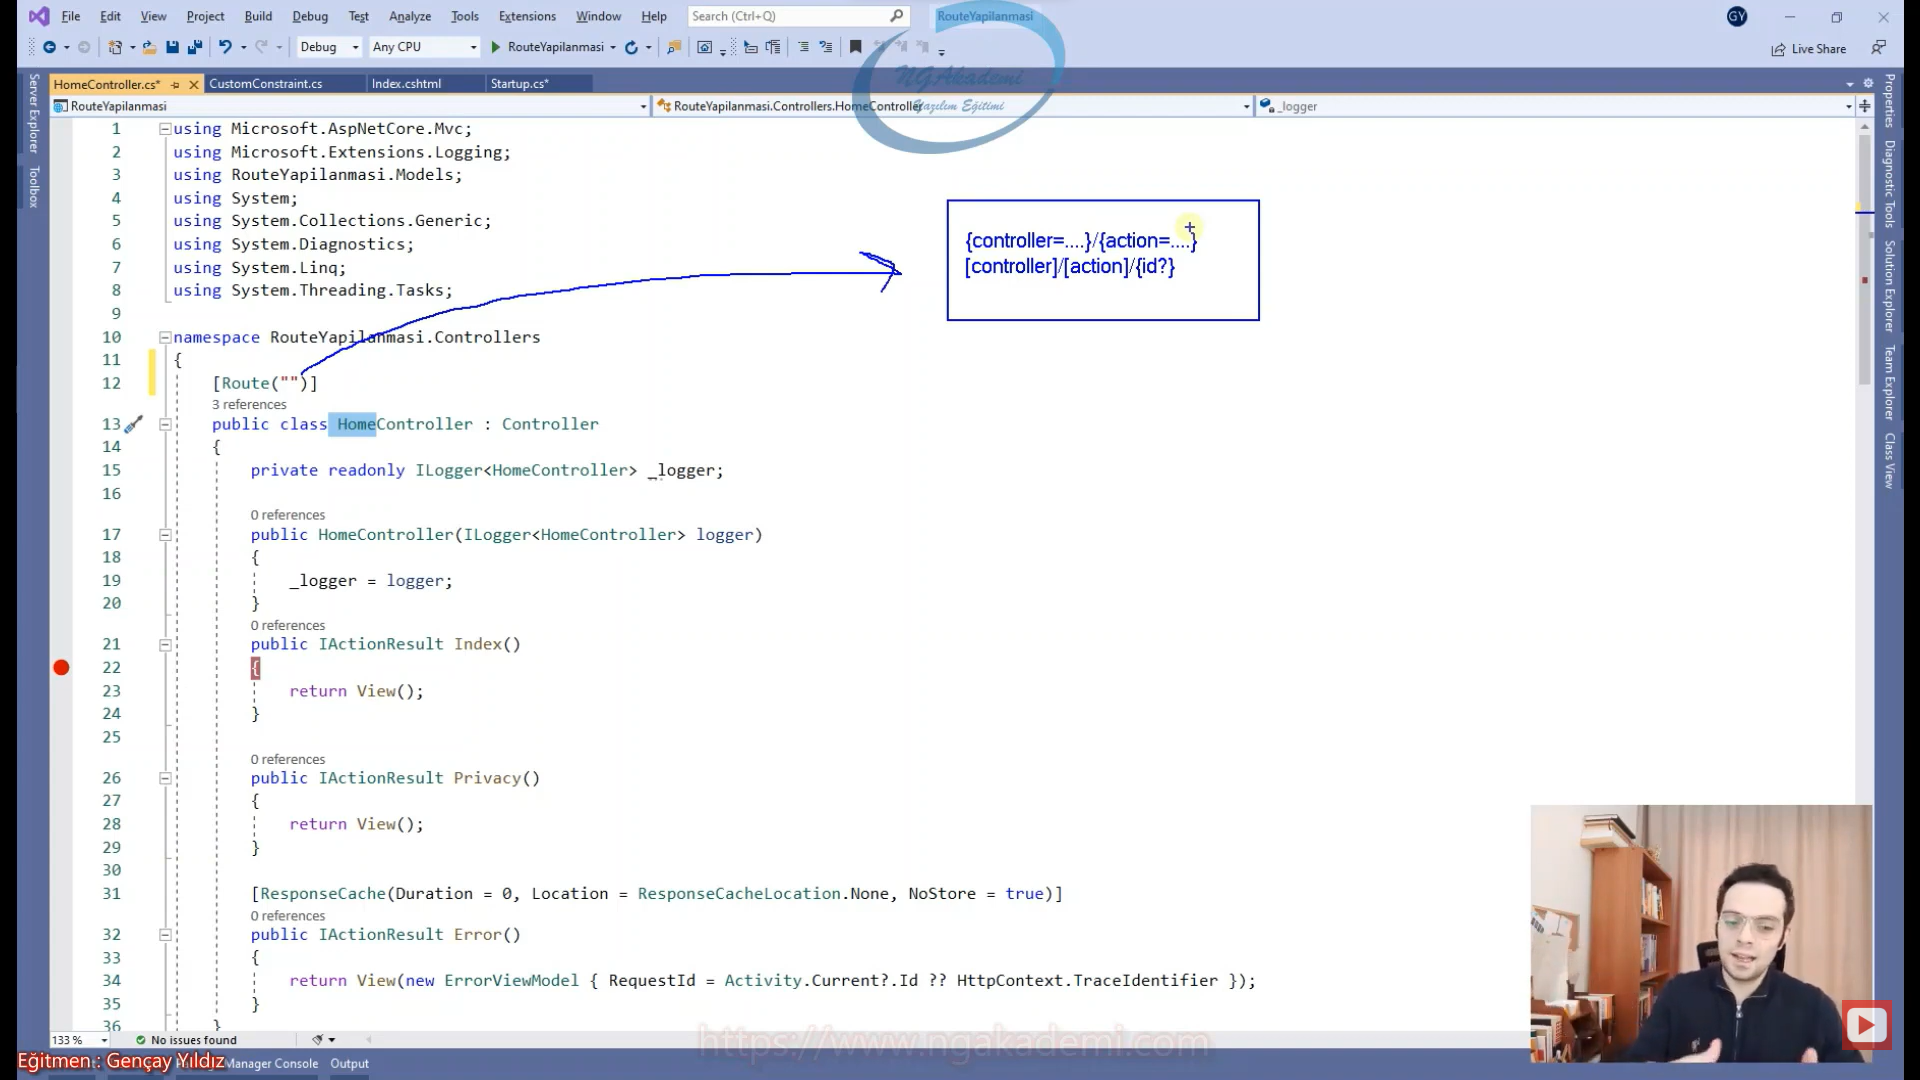 File Edit View Project Build Debug Test Analyze Tools Extensions Window Help Search (Ctrl+Q) RouteYapilanmasi GY
Debug Any CPU RouteYapilanmasi Live Share
HomeController.cs* CustomConstraint.cs Index.cshtml Startup.cs*
RouteYapilanmasi RouteYapilanmasi.Controllers.HomeController _logger
NGAkademi
Yazılım Eğitimi
Server Explorer
Toolbox
Properties
Diagnostic Tools
Solution Explorer
Team Explorer
Class View
1 using Microsoft.AspNetCore.Mvc;
2 using Microsoft.Extensions.Logging;
3 using RouteYapilanmasi.Models;
4 using System;
5 using System.Collections.Generic;
6 using System.Diagnostics;
7 using System.Linq;
8 using System.Threading.Tasks;
9
10 namespace RouteYapilanmasi.Controllers
11 {
12 [Route("")]
3 references
13 public class HomeController : Controller
14 {
15 private readonly ILogger<HomeController> _logger;
16
0 references
17 public HomeController(ILogger<HomeController> logger)
18 {
19 _logger = logger;
20 }
0 references
21 public IActionResult Index()
22 {
23 return View();
24 }
25
0 references
26 public IActionResult Privacy()
27 {
28 return View();
29 }
30
31 [ResponseCache(Duration = 0, Location = ResponseCacheLocation.None, NoStore = true)]
0 references
32 public IActionResult Error()
33 {
34 return View(new ErrorViewModel { RequestId = Activity.Current?.Id ?? HttpContext.TraceIdentifier });
35 }
36 }
{controller=....}/{action=....}
[controller]/[action]/{id?}
133 % No issues found
https://www.ngakademi.com
Eğitmen : Gençay Yıldız Manager Console Output